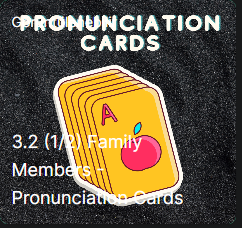 PRONUNCIATION
CARDS
A
3.2 (1/2) Family
Members -
Pronunciation Cards